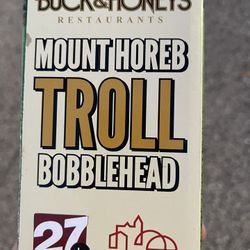 BUCK&HONEY'S
RESTAURANTS
MOUNT HOREB
TROLL
BOBBLEHEAD
27